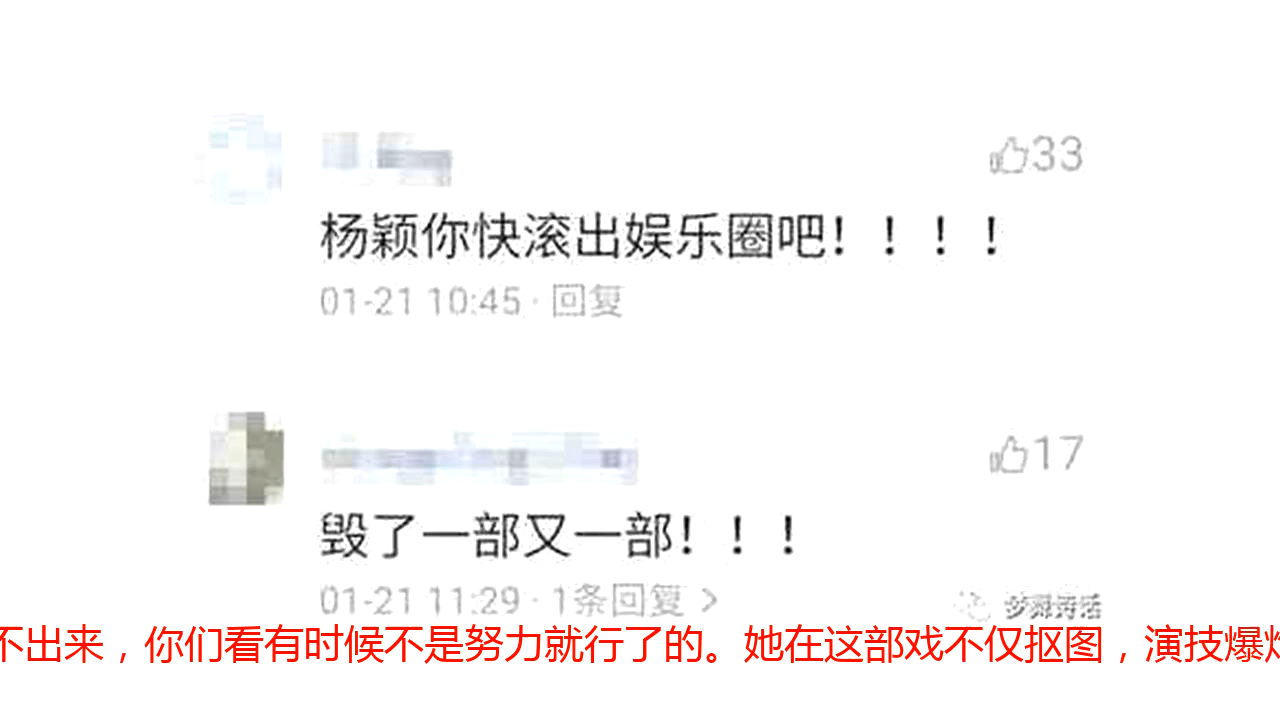 33
杨颖你快滚出娱乐圈吧！！！！
01-21 10:45 · 回复
17
毁了一部又一部！！！
01-21 11:29 · 1条回复 >
不出来，你们看有时候不是努力就行了的。她在这部戏不仅抠图，演技爆炸